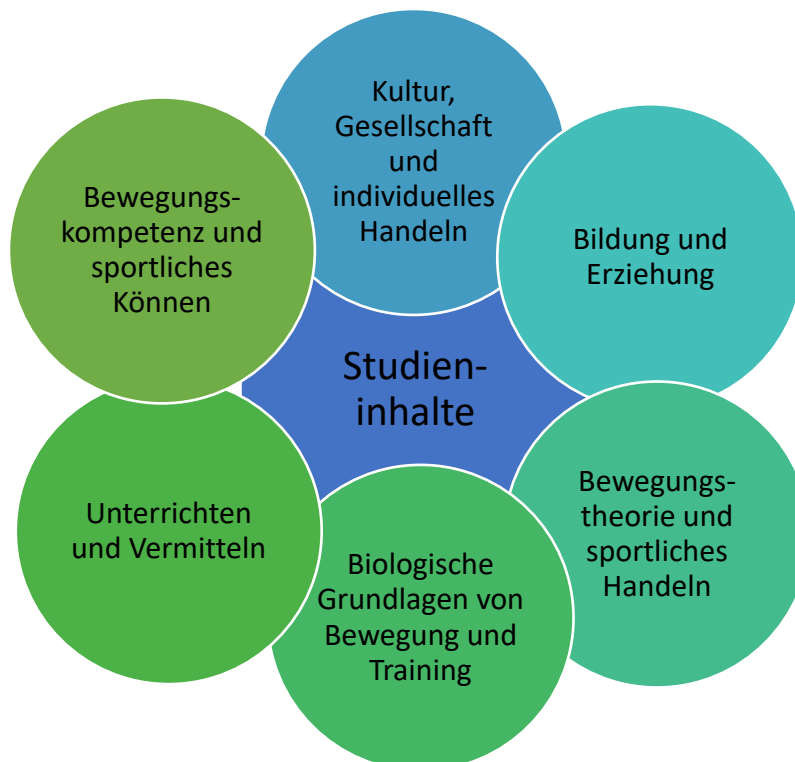 Kultur,
Gesellschaft
und
individuelles
Handeln
Bildung und
Erziehung
Bewegungs-
theorie und
sportliches
Handeln
Biologische
Grundlagen von
Bewegung und
Training
Unterrichten
und Vermitteln
Bewegungs-
kompetenz und
sportliches
Können
Studien-
inhalte